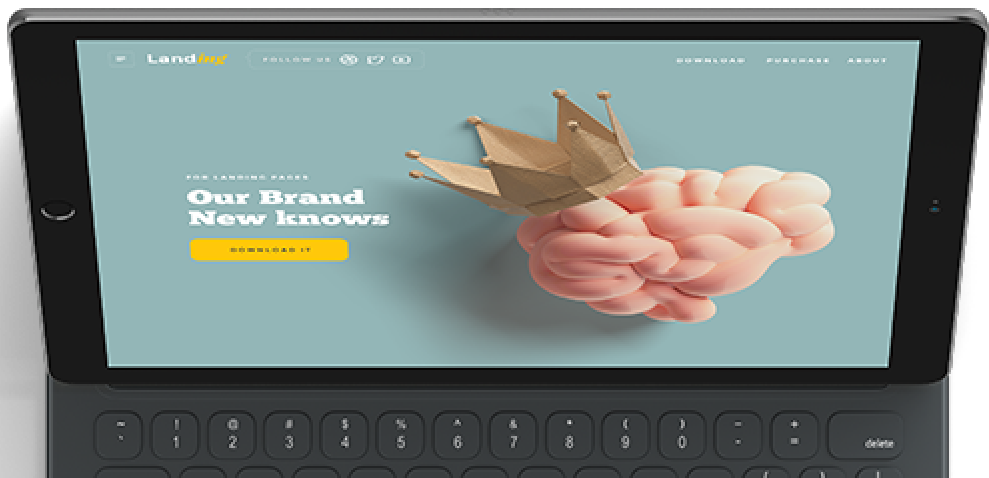 Landing
FOLLOW US
DOWNLOAD PURCHASE ABOUT
FOR LANDING PAGES
Our Brand
New knows
DOWNLOAD IT
~ ! @ # $ % ^ & * ( ) – +
` 1 2 3 4 5 6 7 8 9 0 - = delete
{ } |